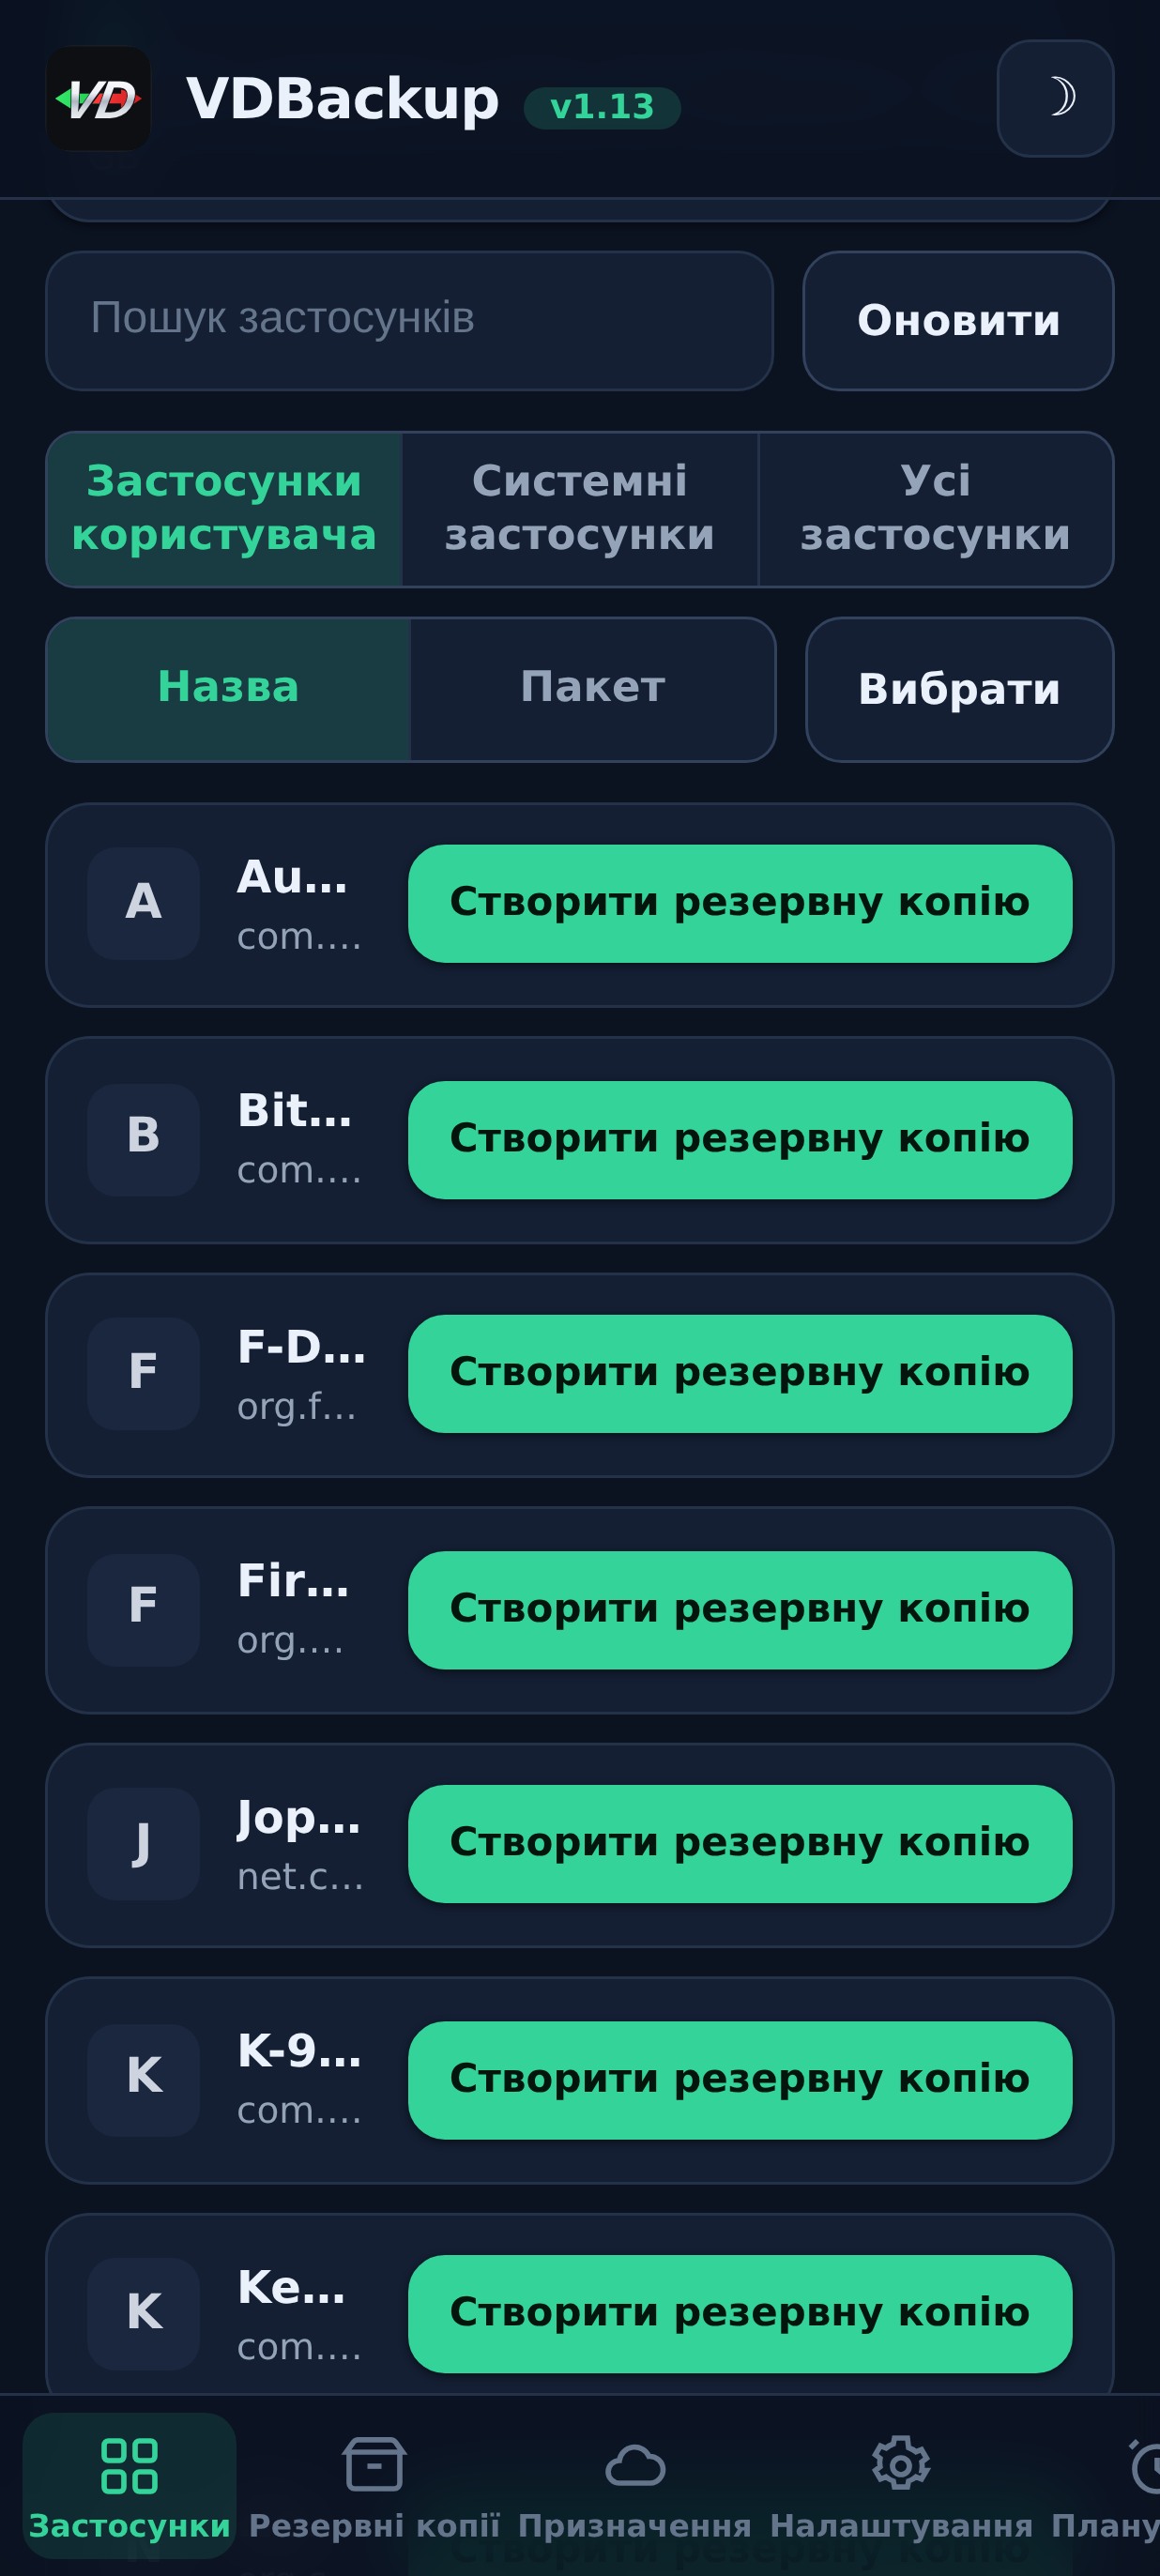 VD
VDBackup v1.13
Пошук застосунків
Оновити
Застосунки користувача
Системні застосунки
Усі застосунки
Назва
Пакет
Вибрати
A
Au...
com....
Створити резервну копію
B
Bit...
com....
Створити резервну копію
F
F-D...
org.f...
Створити резервну копію
F
Fir...
org....
Створити резервну копію
J
Jop...
net.c...
Створити резервну копію
K
K-9...
com....
Створити резервну копію
K
Ke...
com....
Створити резервну копію
Застосунки
Резервні копії
Призначення
Налаштування
Плану